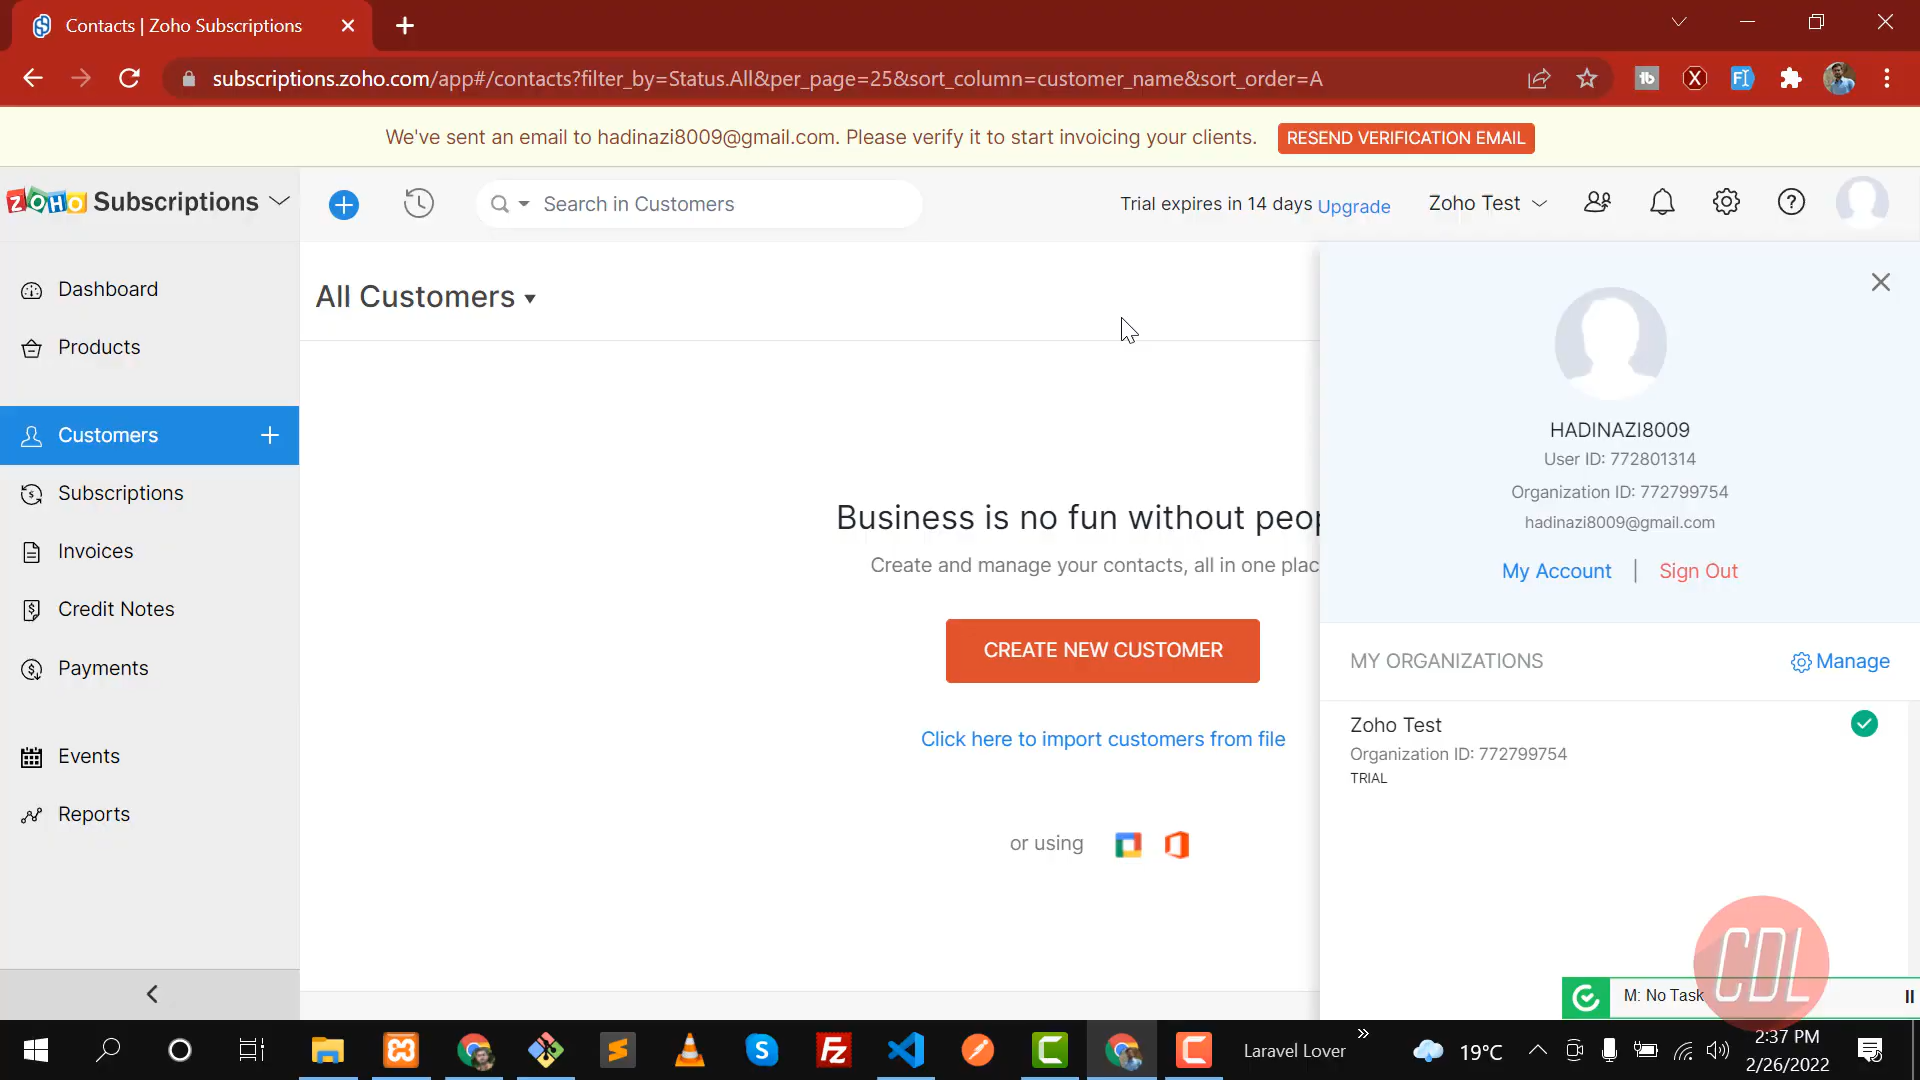 Contacts | Zoho Subscriptions
subscriptions.zoho.com/app#/contacts?filter_by=Status.All&per_page=25&sort_column=customer_name&sort_order=A
We've sent an email to hadinazi8009@gmail.com. Please verify it to start invoicing your clients.
RESEND VERIFICATION EMAIL
ZOHO Subscriptions
Search in Customers
Trial expires in 14 days Upgrade
Zoho Test
Dashboard
Products
Customers
Subscriptions
Invoices
Credit Notes
Payments
Events
Reports
All Customers
Business is no fun without peop
Create and manage your contacts, all in one plac
CREATE NEW CUSTOMER
Click here to import customers from file
or using
HADINAZI8009
User ID: 772801314
Organization ID: 772799754
hadinazi8009@gmail.com
My Account | Sign Out
MY ORGANIZATIONS
Manage
Zoho Test
Organization ID: 772799754
TRIAL
CDL
M: No Task
Laravel Lover
19°C
2:37 PM
2/26/2022